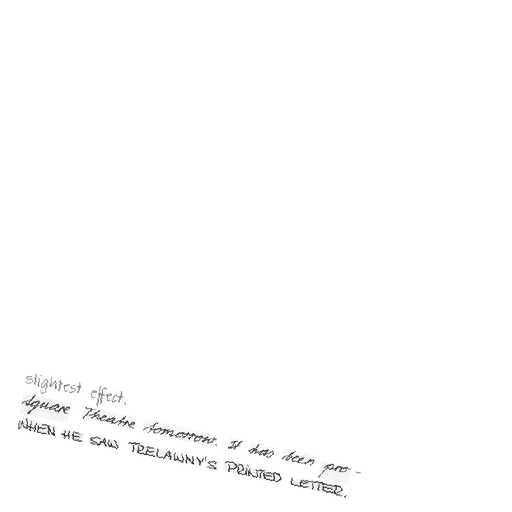 slightest effect.
square Theatre tomorrow. It has been pro-
WHEN HE SAW TRELAWNY'S PRINTED LETTER.